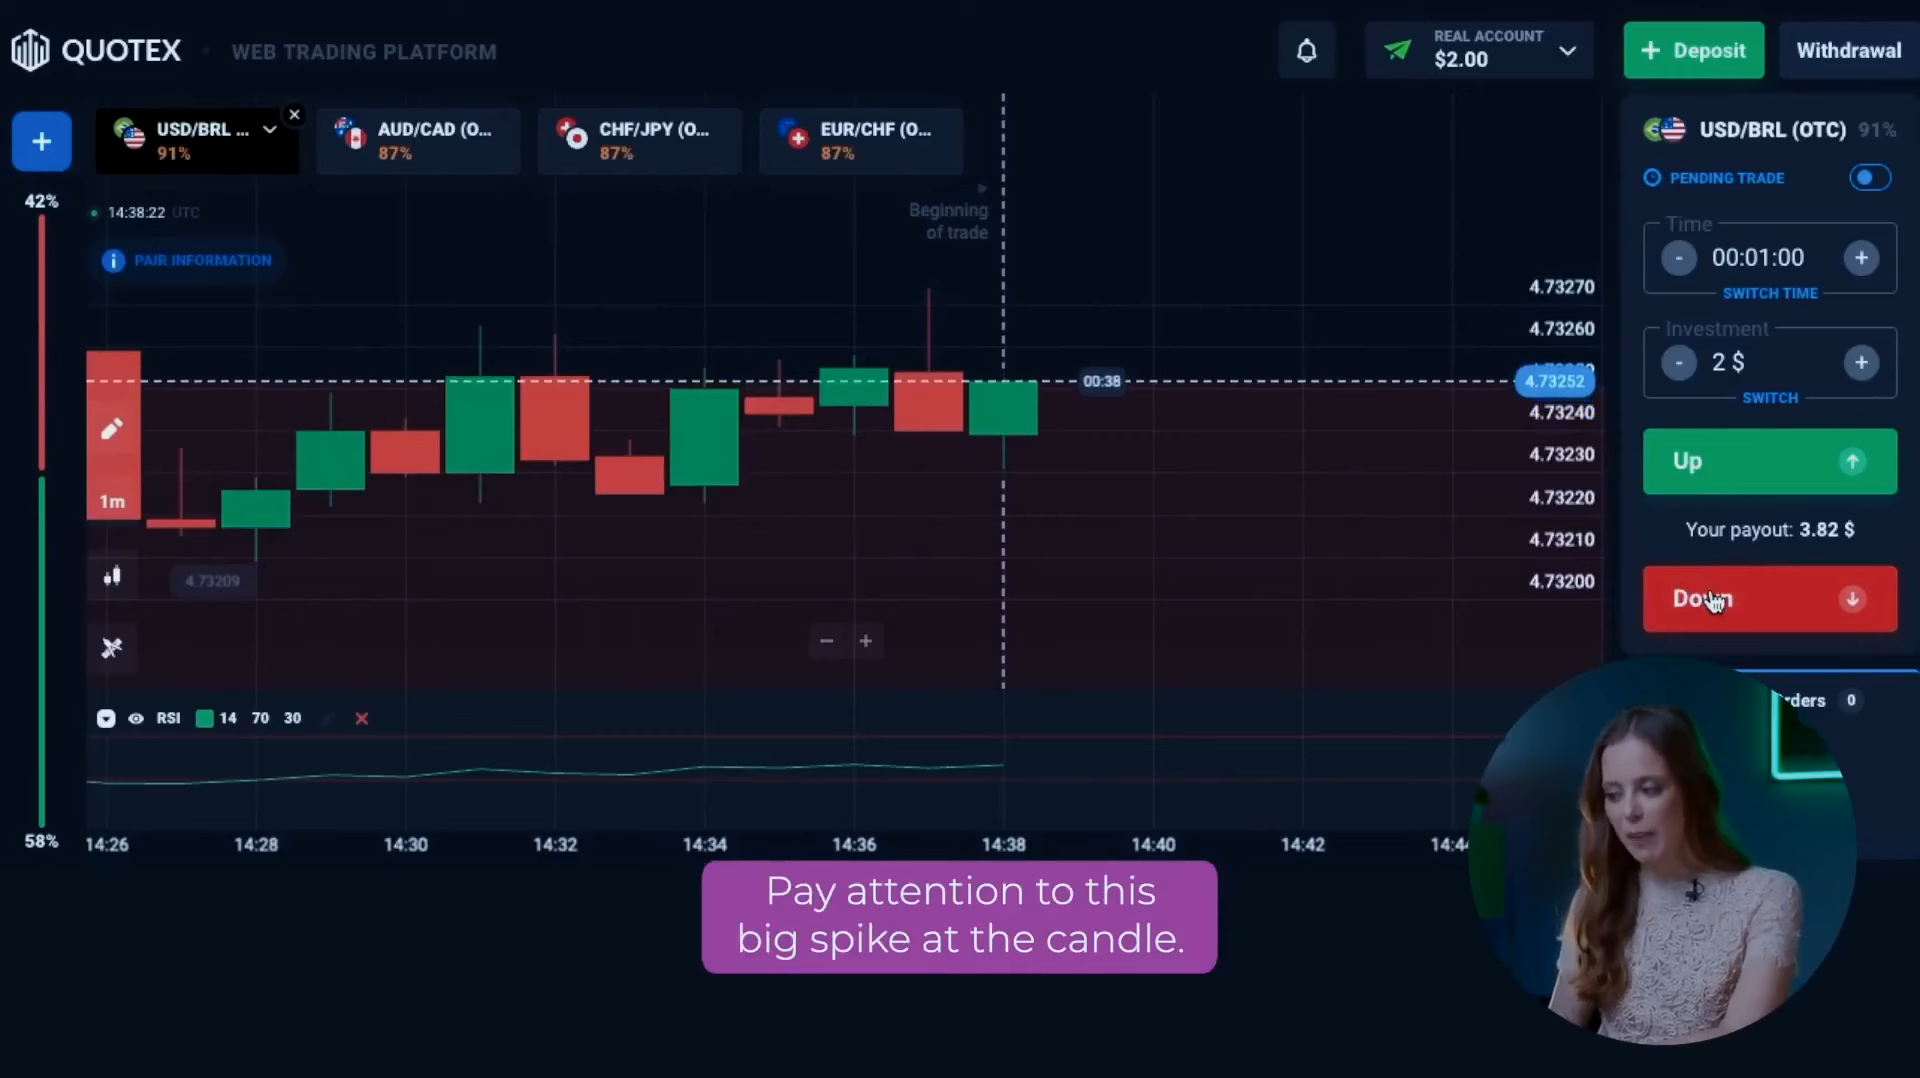 QUOTEX
WEB TRADING PLATFORM
REAL ACCOUNT
$2.00
+ Deposit
Withdrawal
USD/BRL ...
91%
AUD/CAD (O...
87%
CHF/JPY (O...
87%
EUR/CHF (O...
87%
42%
14:38:22 UTC
PAIR INFORMATION
Beginning
of trade
4.73270
4.73260
4.73252
4.73240
4.73230
4.73220
4.73210
4.73200
00:38
1m
4.73209
RSI 14 70 30
58%
14:26 14:28 14:30 14:32 14:34 14:36 14:38 14:40 14:42
USD/BRL (OTC) 91%
PENDING TRADE
Time
00:01:00
SWITCH TIME
Investment
2 $
SWITCH
Up
Your payout: 3.82 $
Down
0
Pay attention to this
big spike at the candle.